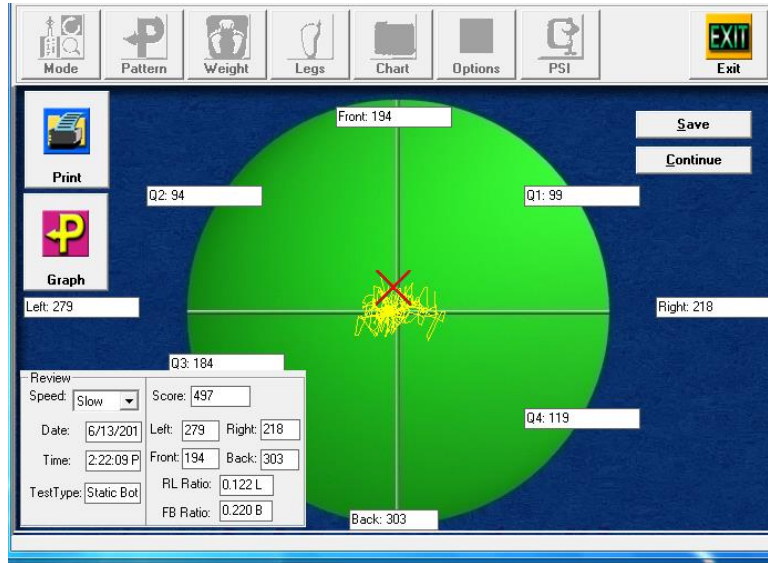 Mode Pattern Weight Legs Chart Options PSI EXIT Exit
Front: 194
Save
Continue
Print
Q2: 94
Q1: 99
Graph
Left: 279
Right: 218
Q3: 184
Q4: 119
Back: 303
Review
Speed: Slow
Score: 497
Date: 6/13/201
Left: 279 Right: 218
Time: 2:22:09 P
Front: 194 Back: 303
TestType: Static Bot
RL Ratio: 0.122 L
FB Ratio: 0.220 B